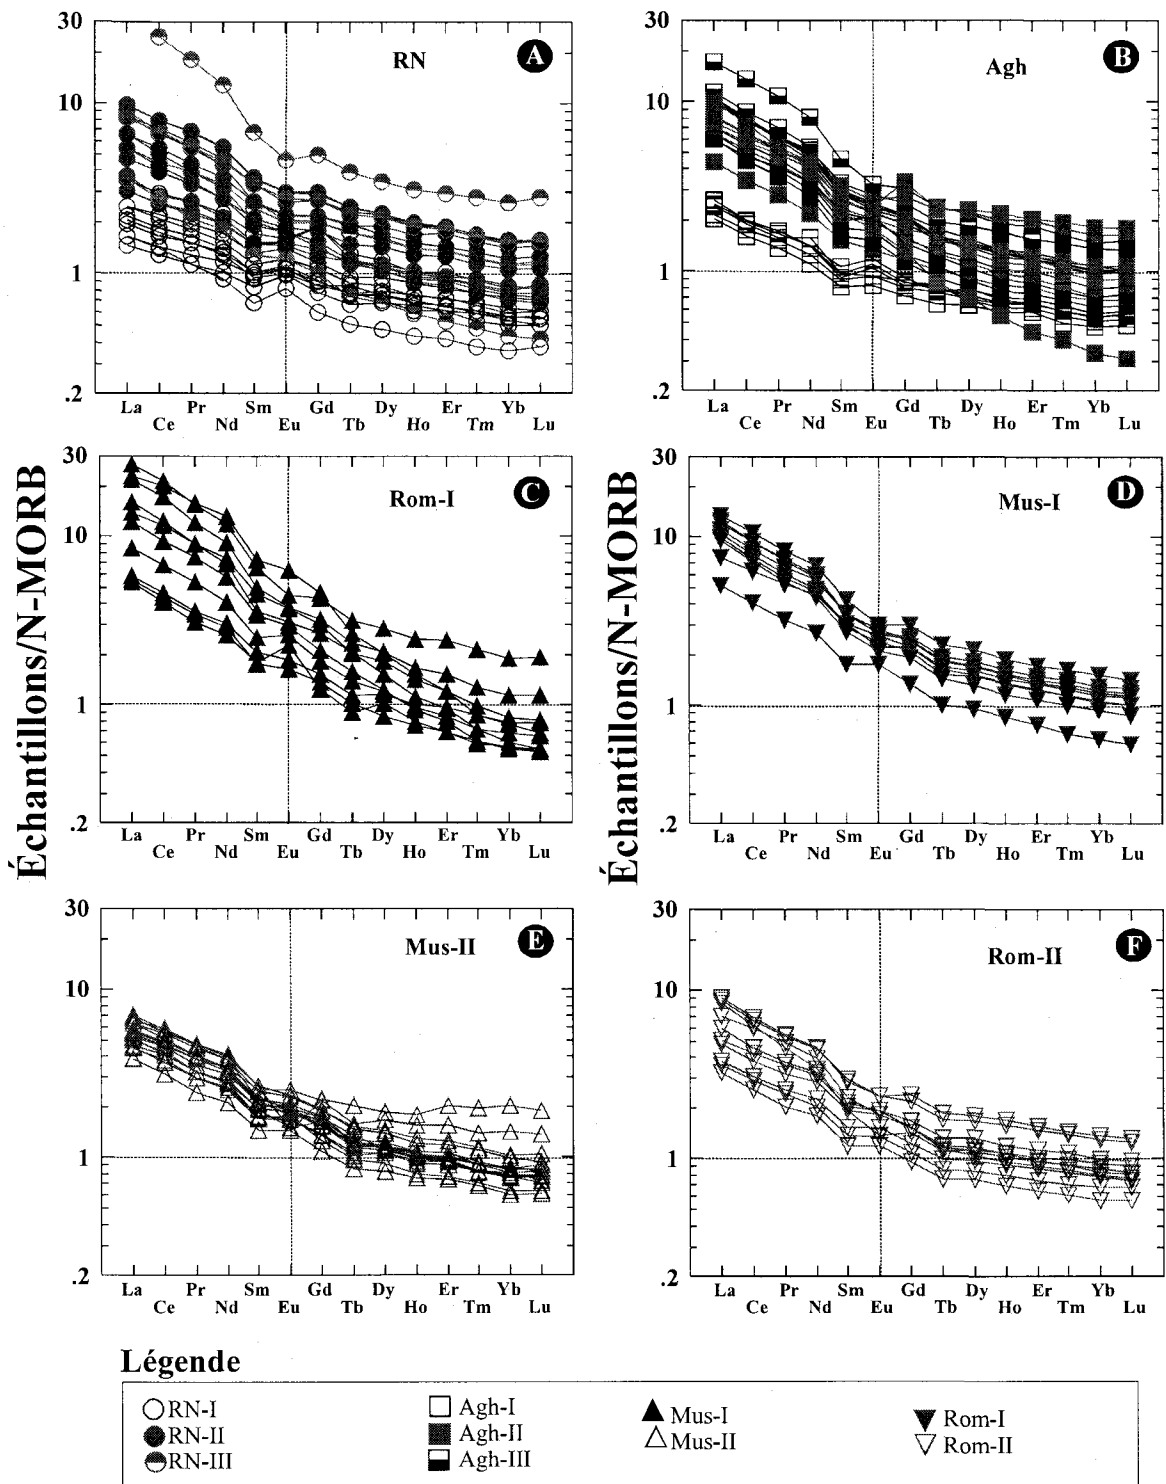 30
10
1
.2
RN
A
La Ce Pr Nd Sm Eu Gd Tb Dy Ho Er Tm Yb Lu
30
10
1
.2
Agh
B
La Ce Pr Nd Sm Eu Gd Tb Dy Ho Er Tm Yb Lu
Échantillons/N-MORB
30
10
1
.2
Rom-I
C
La Ce Pr Nd Sm Eu Gd Tb Dy Ho Er Tm Yb Lu
Échantillons/N-MORB
30
10
1
.2
Mus-I
D
La Ce Pr Nd Sm Eu Gd Tb Dy Ho Er Tm Yb Lu
30
10
1
.2
Mus-II
E
La Ce Pr Nd Sm Eu Gd Tb Dy Ho Er Tm Yb Lu
30
10
1
.2
Rom-II
F
La Ce Pr Nd Sm Eu Gd Tb Dy Ho Er Tm Yb Lu
Légende
RN-I
RN-II
RN-III
Agh-I
Agh-II
Agh-III
Mus-I
Mus-II
Rom-I
Rom-II